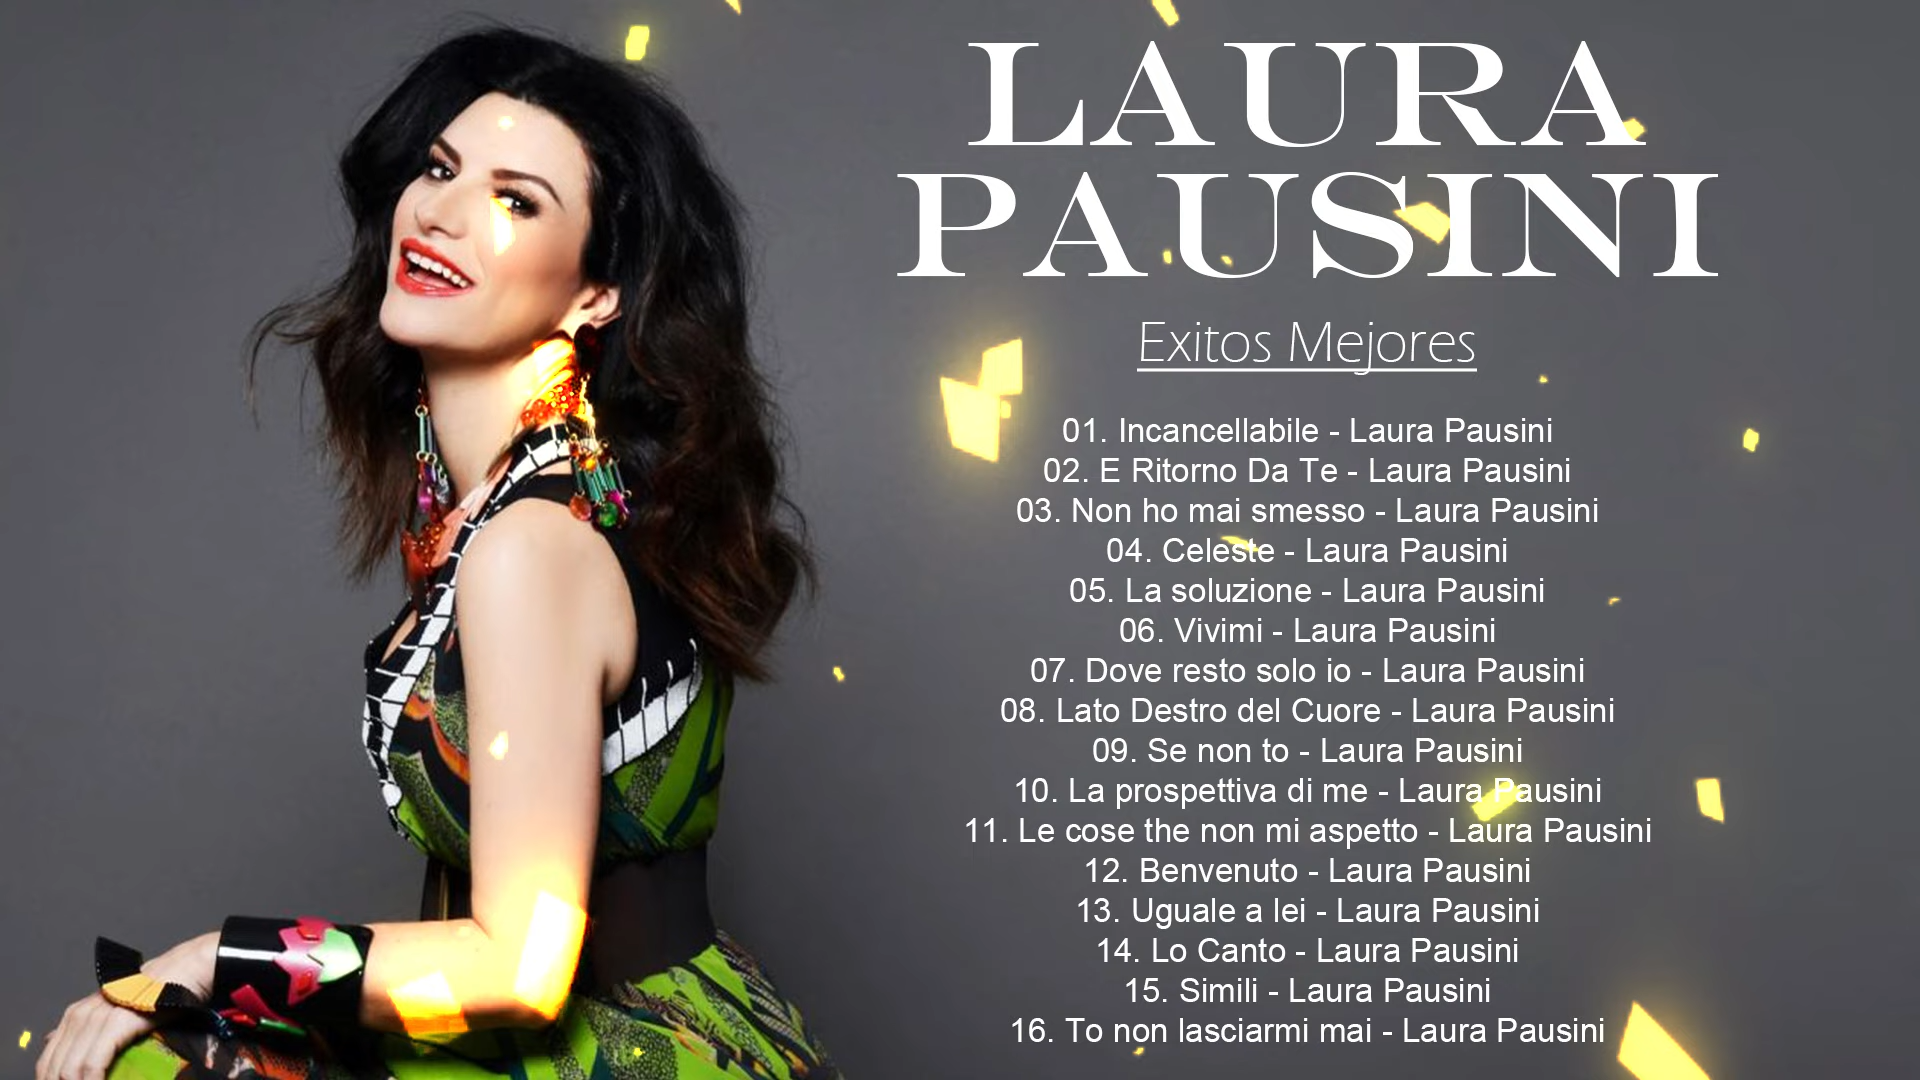 LAURA
PAUSINI
Exitos Mejores
01. Incancellabile - Laura Pausini
02. E Ritorno Da Te - Laura Pausini
03. Non ho mai smesso - Laura Pausini
04. Celeste - Laura Pausini
05. La soluzione - Laura Pausini
06. Vivimi - Laura Pausini
07. Dove resto solo io - Laura Pausini
08. Lato Destro del Cuore - Laura Pausini
09. Se non to - Laura Pausini
10. La prospettiva di me - Laura Pausini
11. Le cose the non mi aspetto - Laura Pausini
12. Benvenuto - Laura Pausini
13. Uguale a lei - Laura Pausini
14. Lo Canto - Laura Pausini
15. Simili - Laura Pausini
16. To non lasciarmi mai - Laura Pausini